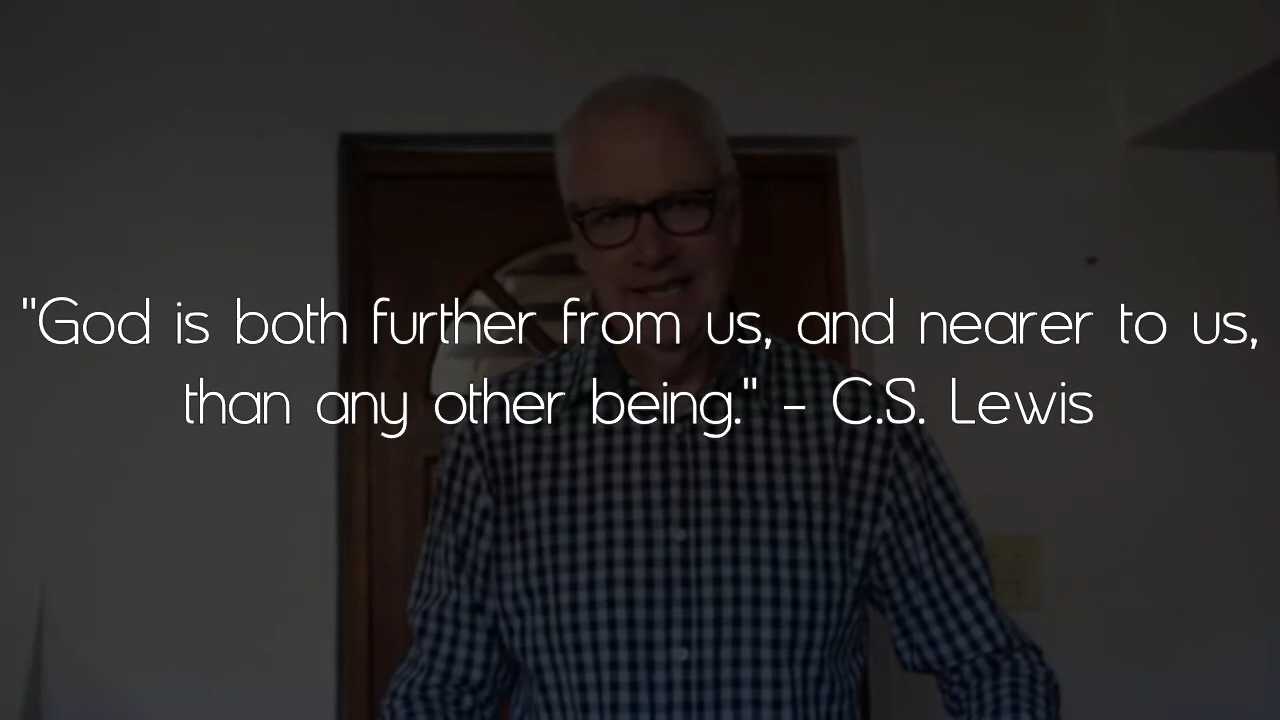 "God is both further from us, and nearer to us,
than any other being." - C.S. Lewis